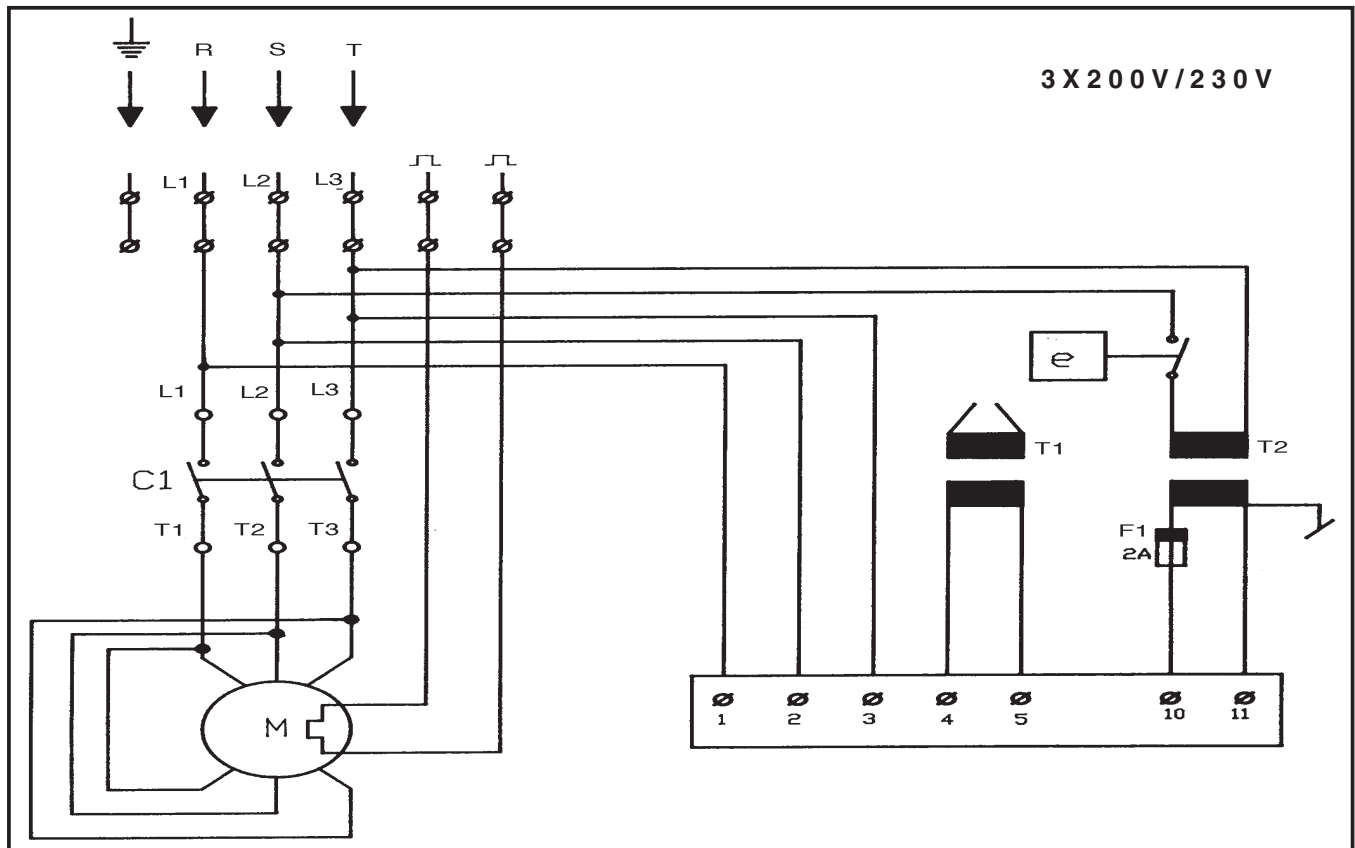 R S T
3X200V/230V
L1 L2 L3
L1 L2 L3
e
T1 T2
C1
T1 T2 T3
F1
2A
M
1 2 3 4 5 10 11